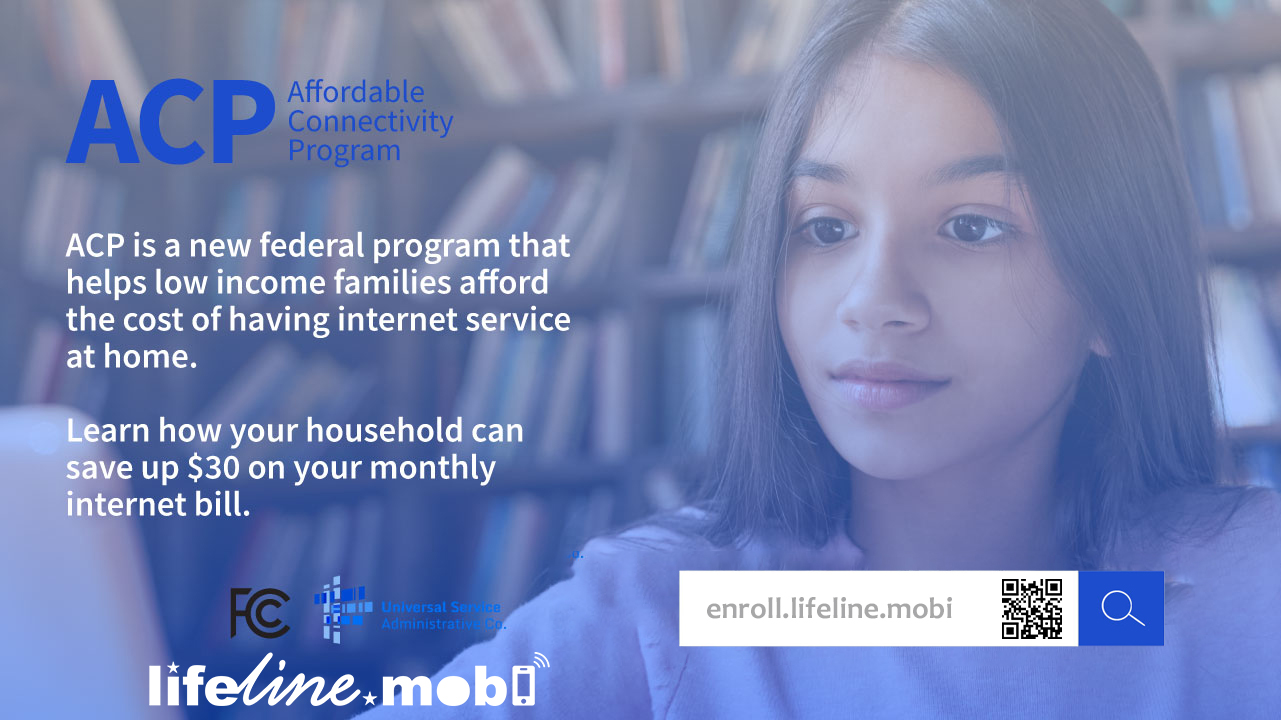 ACP
Affordable
Connectivity
Program
ACP is a new federal program that
helps low income families afford
the cost of having internet service
at home.
Learn how your household can
save up $30 on your monthly
internet bill.
o.
FCC
Universal Service
Administrative Co.
lifeline.mobi
enroll.lifeline.mobi